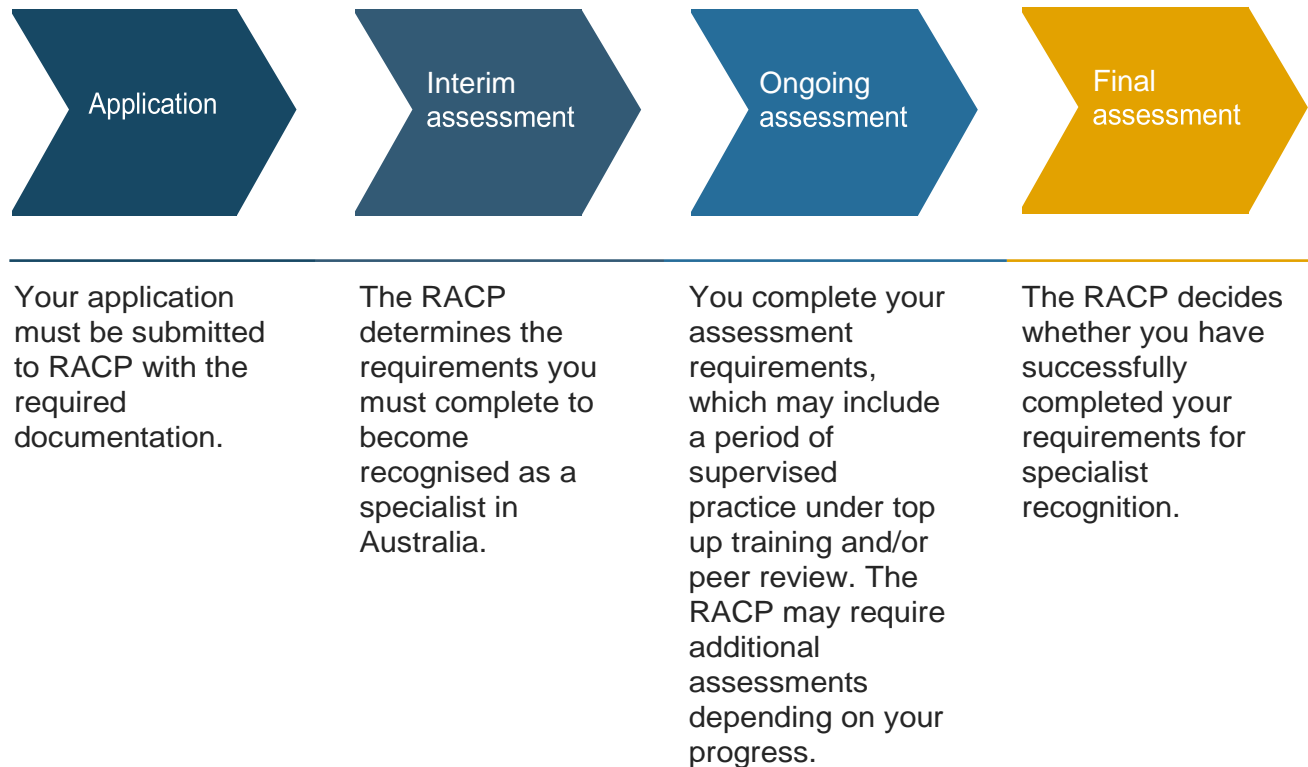 Application
Interim
assessment
Ongoing
assessment
Final
assessment
Your application
must be submitted
to RACP with the
required
documentation.
The RACP
determines the
requirements you
must complete to
become
recognised as a
specialist in
Australia.
You complete your
assessment
requirements,
which may include
a period of
supervised
practice under top
up training and/or
peer review. The
RACP may require
additional
assessments
depending on your
progress.
The RACP decides
whether you have
successfully
completed your
requirements for
specialist
recognition.